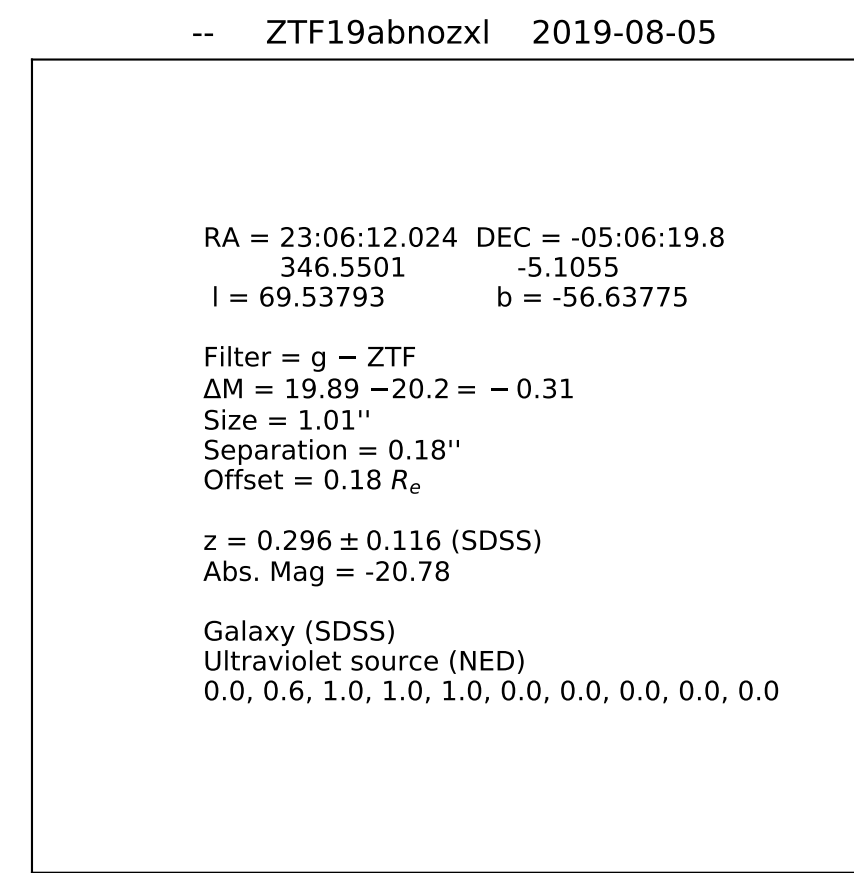 -- ZTF19abnozxl 2019-08-05
RA = 23:06:12.024 DEC = -05:06:19.8
346.5501 -5.1055
l = 69.53793 b = -56.63775
Filter = g − ZTF
ΔM = 19.89 −20.2 = − 0.31
Size = 1.01''
Separation = 0.18''
Offset = 0.18 Rₑ
z = 0.296 ± 0.116 (SDSS)
Abs. Mag = -20.78
Galaxy (SDSS)
Ultraviolet source (NED)
0.0, 0.6, 1.0, 1.0, 1.0, 0.0, 0.0, 0.0, 0.0, 0.0